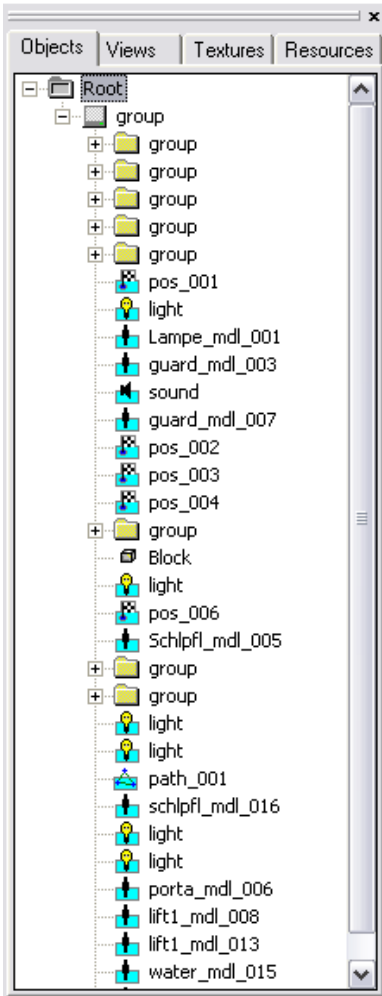 Objects Views Textures Resources
Root
group
group
group
group
group
group
pos_001
light
Lampe_mdl_001
guard_mdl_003
sound
guard_mdl_007
pos_002
pos_003
pos_004
group
Block
light
pos_006
Schlpfl_mdl_005
group
group
light
light
path_001
schlpfl_mdl_016
light
light
porta_mdl_006
lift1_mdl_008
lift1_mdl_013
water_mdl_015